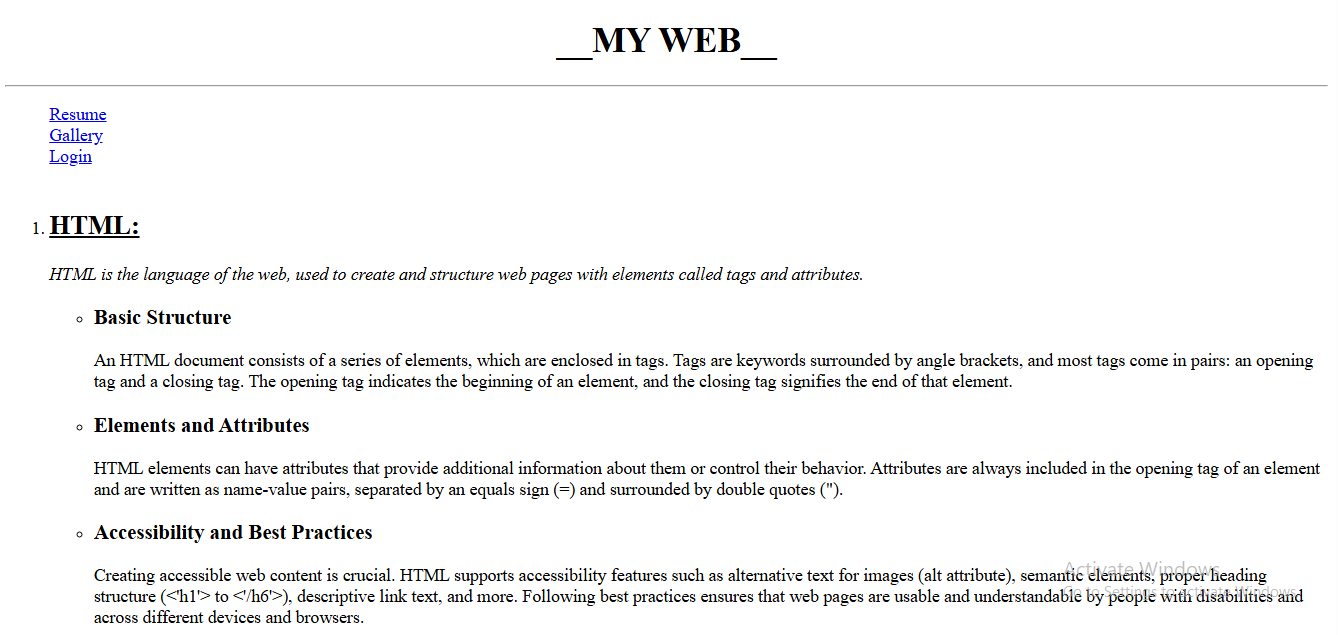 __MY WEB__
Resume
Gallery
Login
1. HTML:
HTML is the language of the web, used to create and structure web pages with elements called tags and attributes.
Basic Structure
An HTML document consists of a series of elements, which are enclosed in tags. Tags are keywords surrounded by angle brackets, and most tags come in pairs: an opening
tag and a closing tag. The opening tag indicates the beginning of an element, and the closing tag signifies the end of that element.
Elements and Attributes
HTML elements can have attributes that provide additional information about them or control their behavior. Attributes are always included in the opening tag of an element
and are written as name-value pairs, separated by an equals sign (=) and surrounded by double quotes (").
Accessibility and Best Practices
Creating accessible web content is crucial. HTML supports accessibility features such as alternative text for images (alt attribute), semantic elements, proper heading
structure (<'h1'> to <'/h6'>), descriptive link text, and more. Following best practices ensures that web pages are usable and understandable by people with disabilities and
across different devices and browsers.
Activate Windows
Go to Settings to activate Windows.